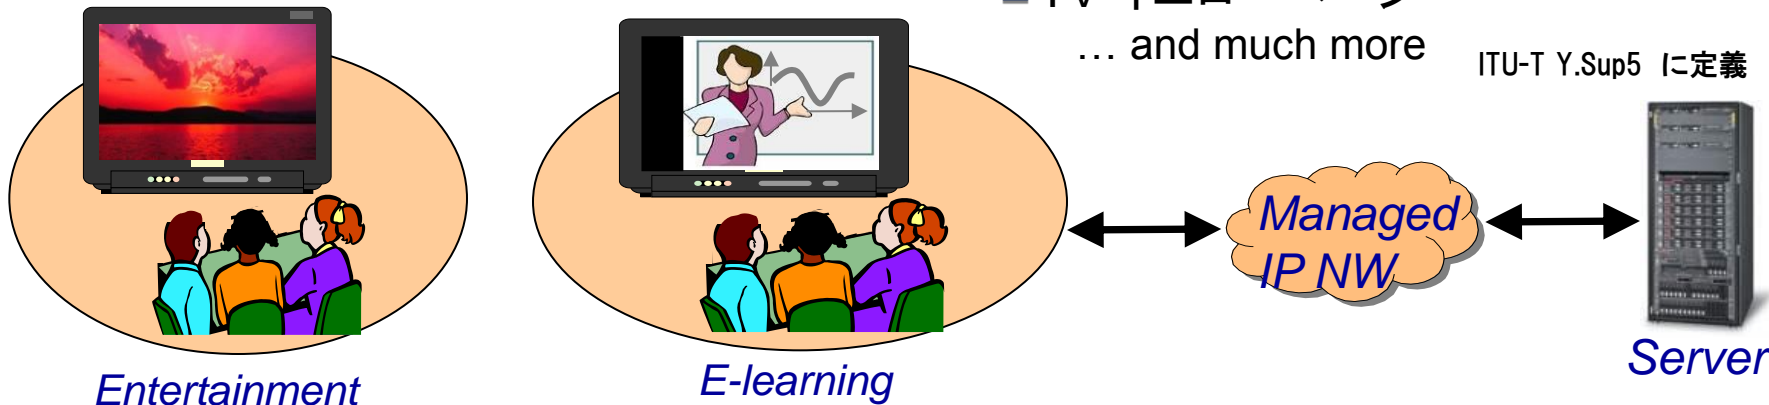 … and much more
ITU-T Y.Sup5 に定義
Managed
IP NW
Server
Entertainment
E-learning